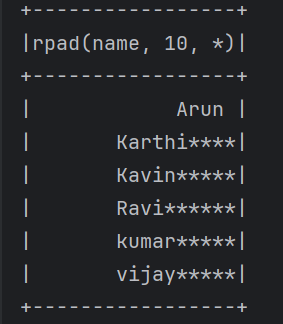 +-----------------+
|rpad(name, 10, *)|
+-----------------+
|            Arun |
|       Karthi****|
|       Kavin*****|
|       Ravi******|
|       kumar*****|
|       vijay*****|
+-----------------+